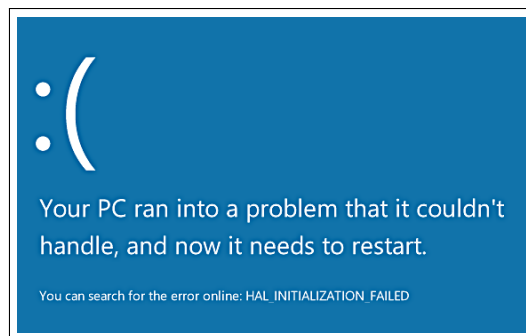 :(
Your PC ran into a problem that it couldn't
handle, and now it needs to restart.
You can search for the error online: HAL_INITIALIZATION_FAILED